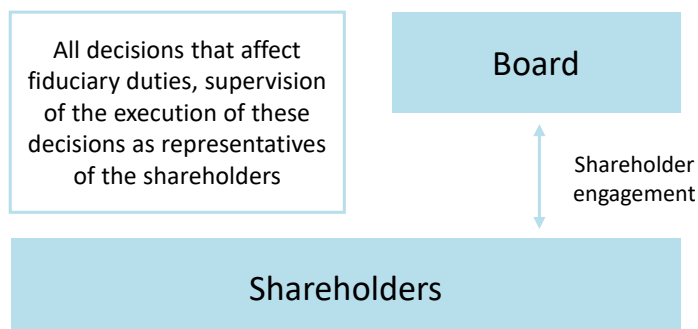 All decisions that affect
fiduciary duties, supervision
of the execution of these
decisions as representatives
of the shareholders
Board
Shareholder
engagement
Shareholders